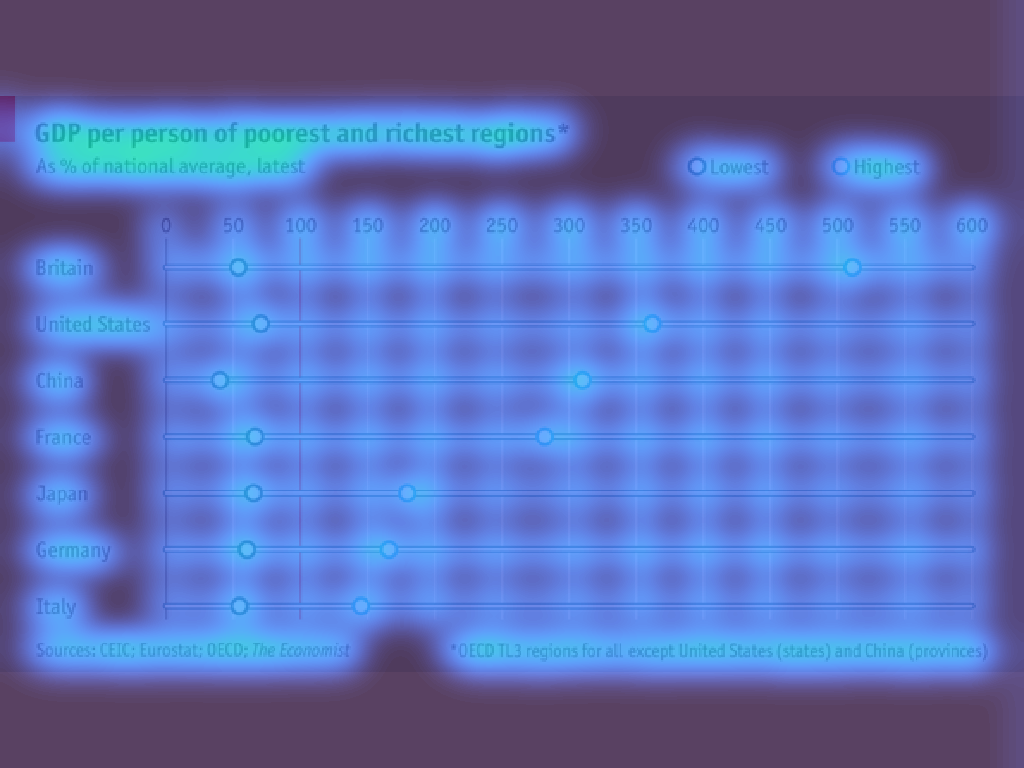 GDP per person of poorest and richest regions*
As % of national average, latest
Lowest Highest
0 50 100 150 200 250 300 350 400 450 500 550 600
Britain
United States
China
France
Japan
Germany
Italy
Sources: CEIC; Eurostat; OECD; The Economist
*OECD TL3 regions for all except United States (states) and China (provinces)